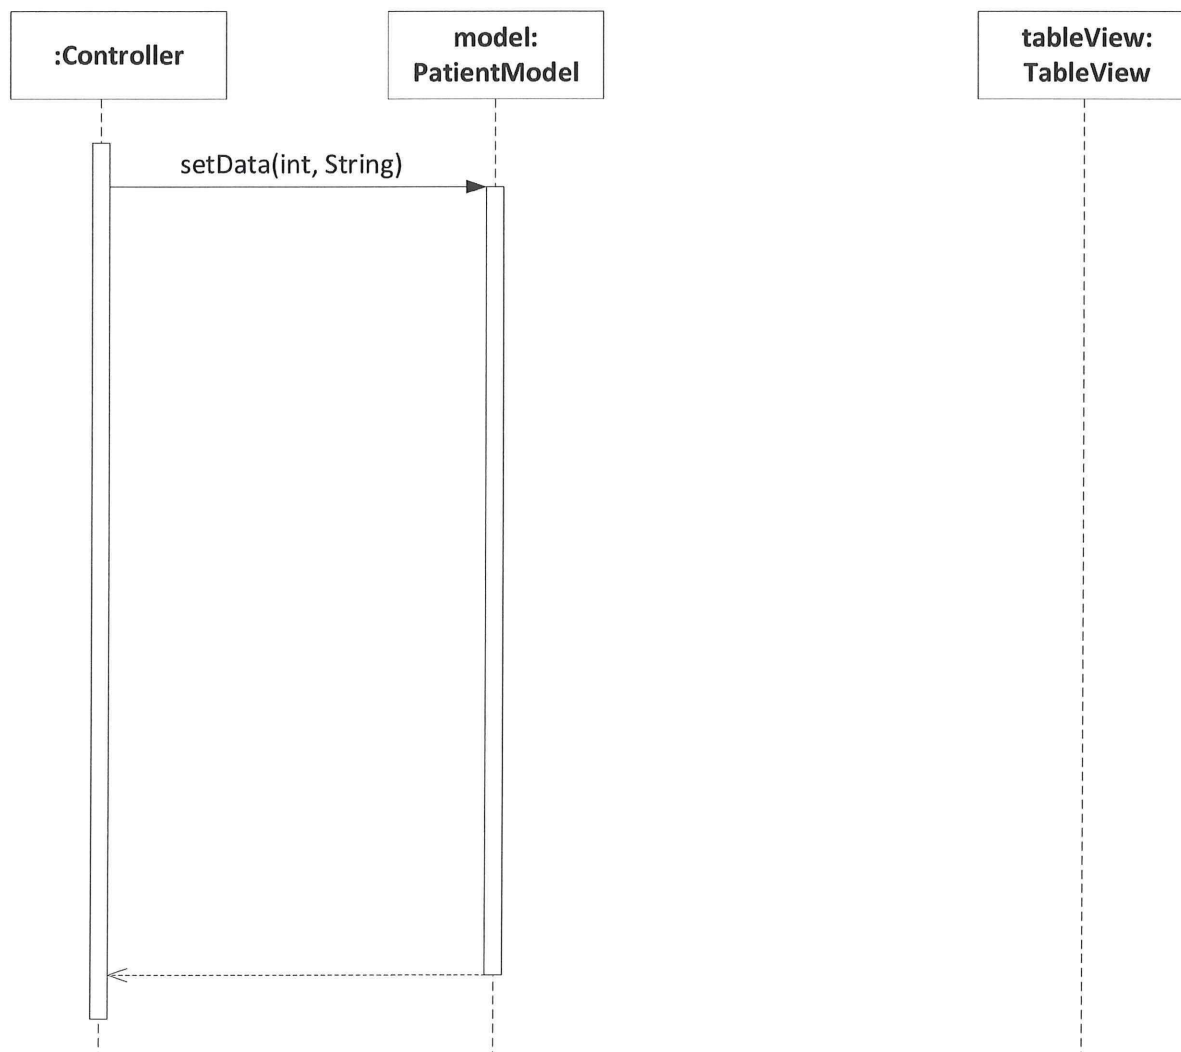 :Controller
model:
PatientModel
tableView:
TableView
setData(int, String)